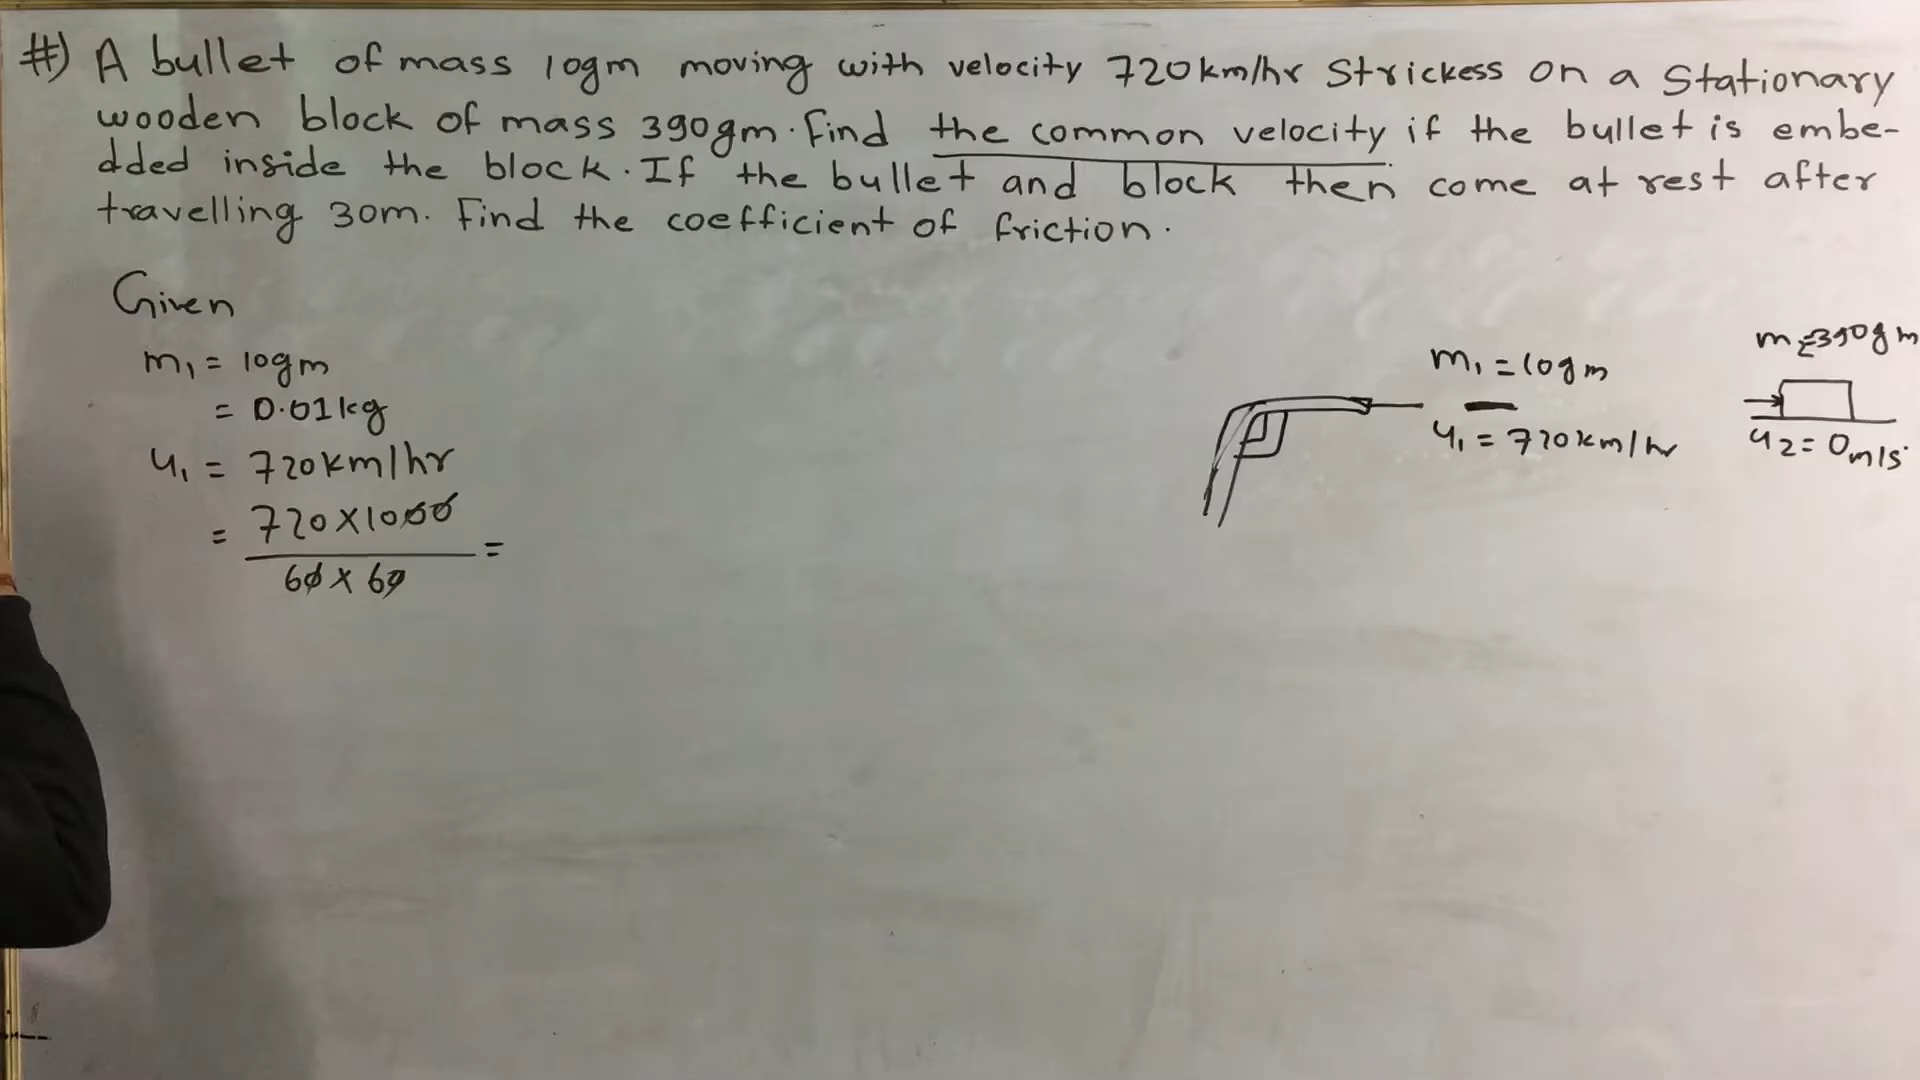 #) A bullet of mass 10gm moving with velocity 720km/hr Strickess on a Stationary
wooden block of mass 390gm. Find the common velocity if the bullet is embe-
dded inside the block. If the bullet and block then come at rest after
travelling 30m. Find the coefficient of friction.
Given
m₁ = 10gm
= 0.01kg
u₁ = 720km/hr
= 720×1000
60×60 =
m₁ = 10gm
u₁ = 720km/hr
m₂=390gm
u2= 0m/s